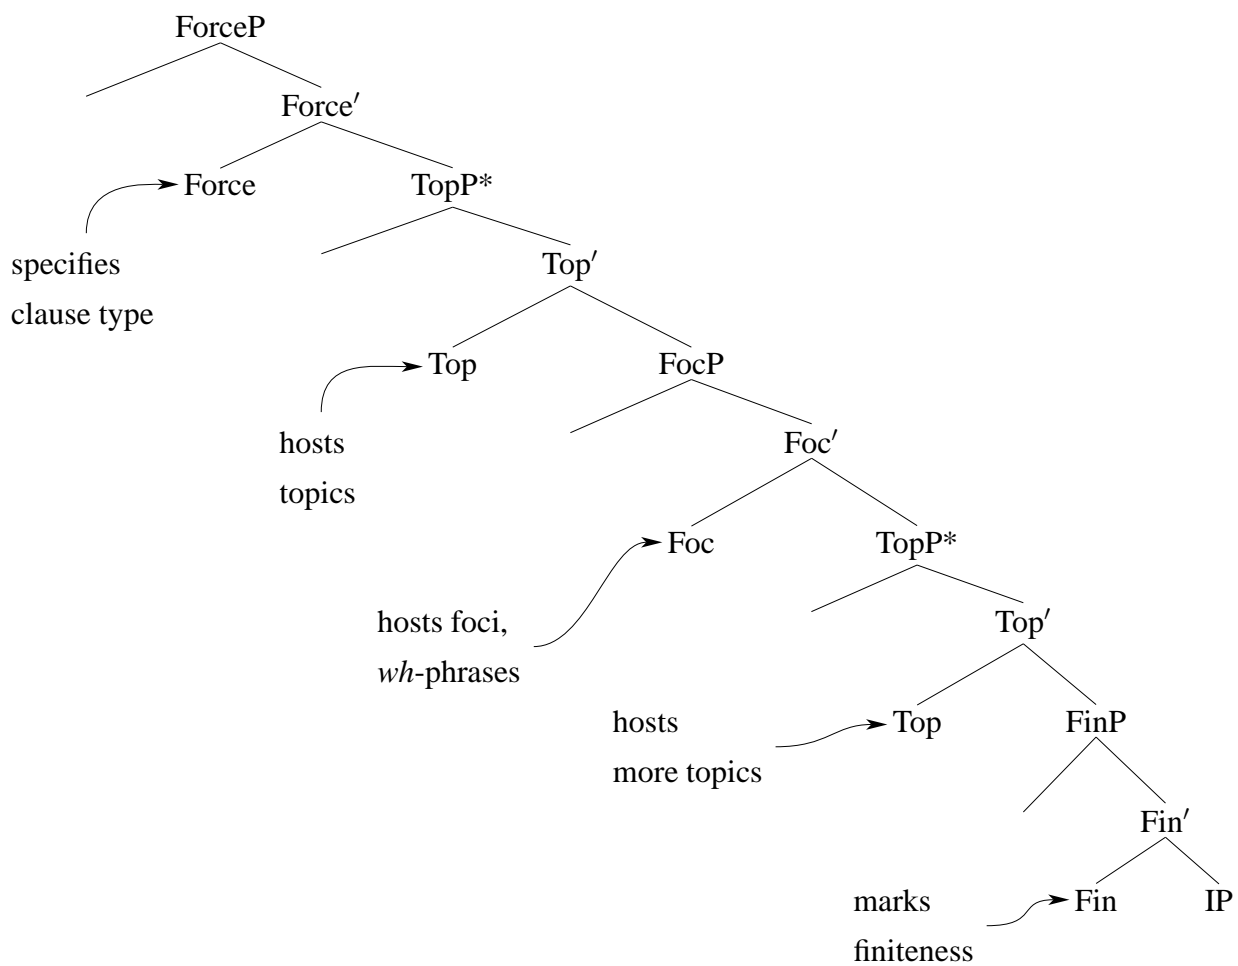 ForceP
Force′
Force
TopP*
specifies
clause type
Top′
Top
FocP
hosts
topics
Foc′
Foc
TopP*
hosts foci,
wh-phrases
Top′
hosts
more topics
Top
FinP
Fin′
marks
finiteness
Fin
IP